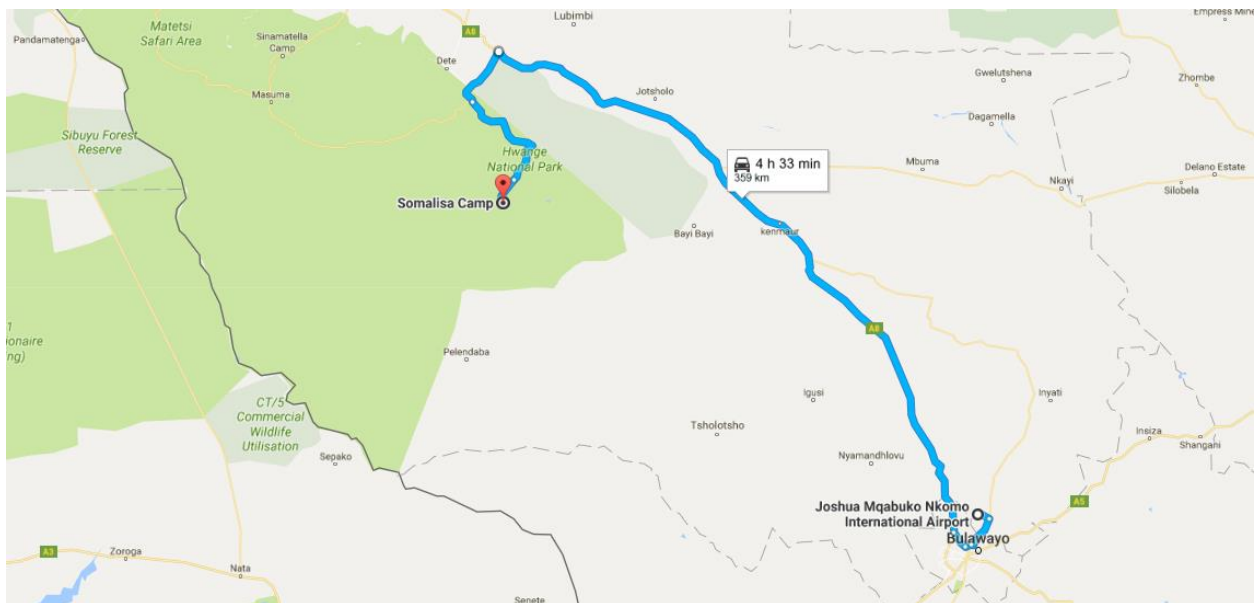 Lubimbi
Empress Mine
Matetsi
Safari Area
Pandamatenga
Sinamatella
Camp
A8
Dete
Gwelutshena
Zhombe
Masuma
Jotsholo
Dagamella
Sibuyu Forest
Reserve
Hwange
National Park
4 h 33 min
359 km
Mbuma
Delano Estate
Nkayi
Silobela
Somalisa Camp
Bayi Bayi
kenmaur
1
ionaire
ng)
A8
Pelendaba
CT/5
Commercial
Wildlife
Utilisation
Igusi
Inyati
Tsholotsho
Insiza
Shangani
Sepako
Nyamandhlovu
Joshua Mqabuko Nkomo
International Airport
A5
Bulawayo
A3
Zoroga
Nata